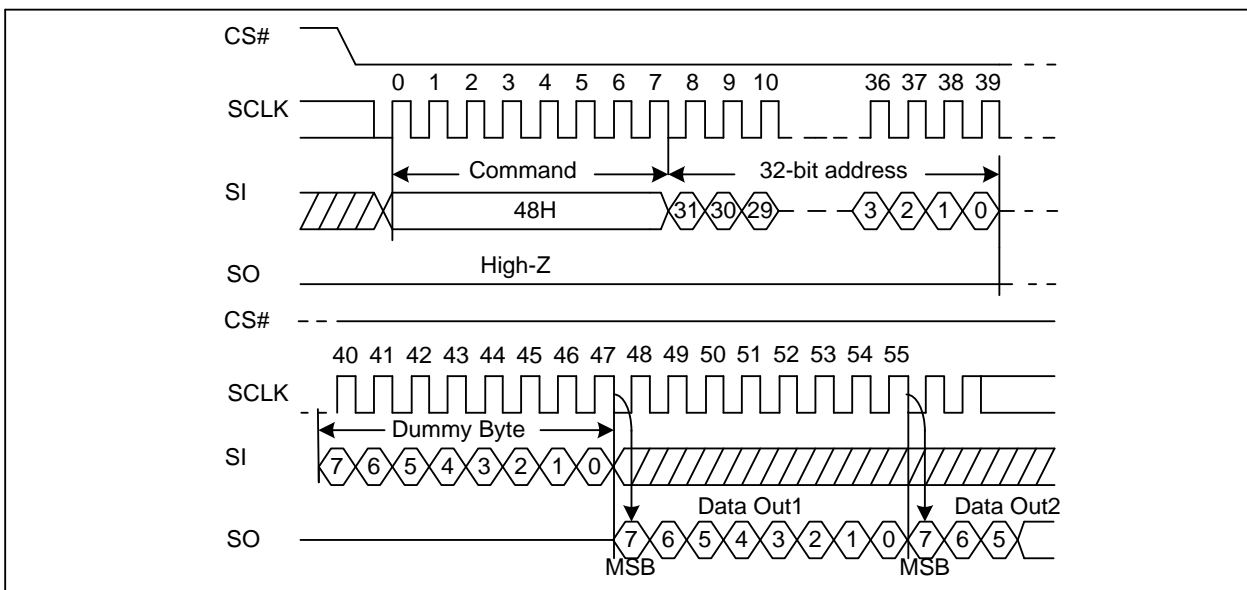 CS#
0 1 2 3 4 5 6 7 8 9 10 36 37 38 39
SCLK
Command 32-bit address
SI
48H 31 30 29 3 2 1 0
High-Z
SO
CS#
40 41 42 43 44 45 46 47 48 49 50 51 52 53 54 55
SCLK
Dummy Byte
SI
7 6 5 4 3 2 1 0
Data Out1 Data Out2
SO
7 6 5 4 3 2 1 0 7 6 5
MSB MSB